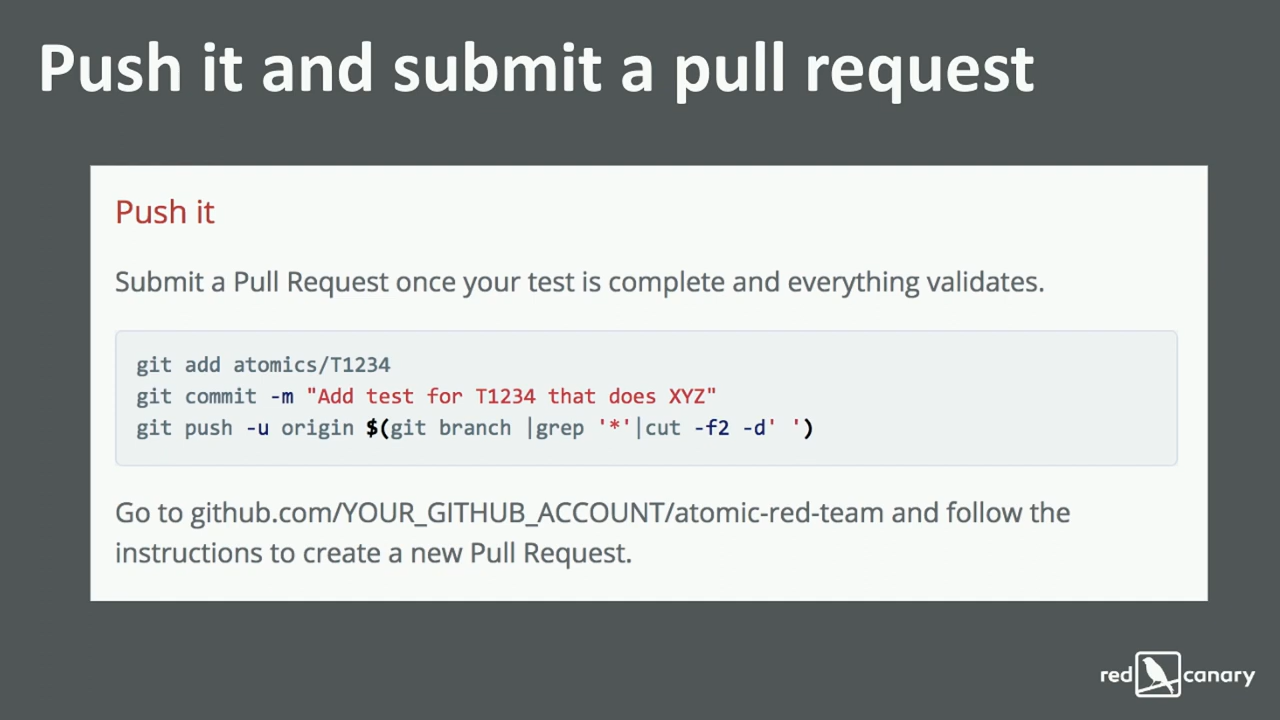 Push it and submit a pull request
Push it
Submit a Pull Request once your test is complete and everything validates.
git add atomics/T1234
git commit -m "Add test for T1234 that does XYZ"
git push -u origin $(git branch |grep '*'|cut -f2 -d' ')
Go to github.com/YOUR_GITHUB_ACCOUNT/atomic-red-team and follow the
instructions to create a new Pull Request.
red canary